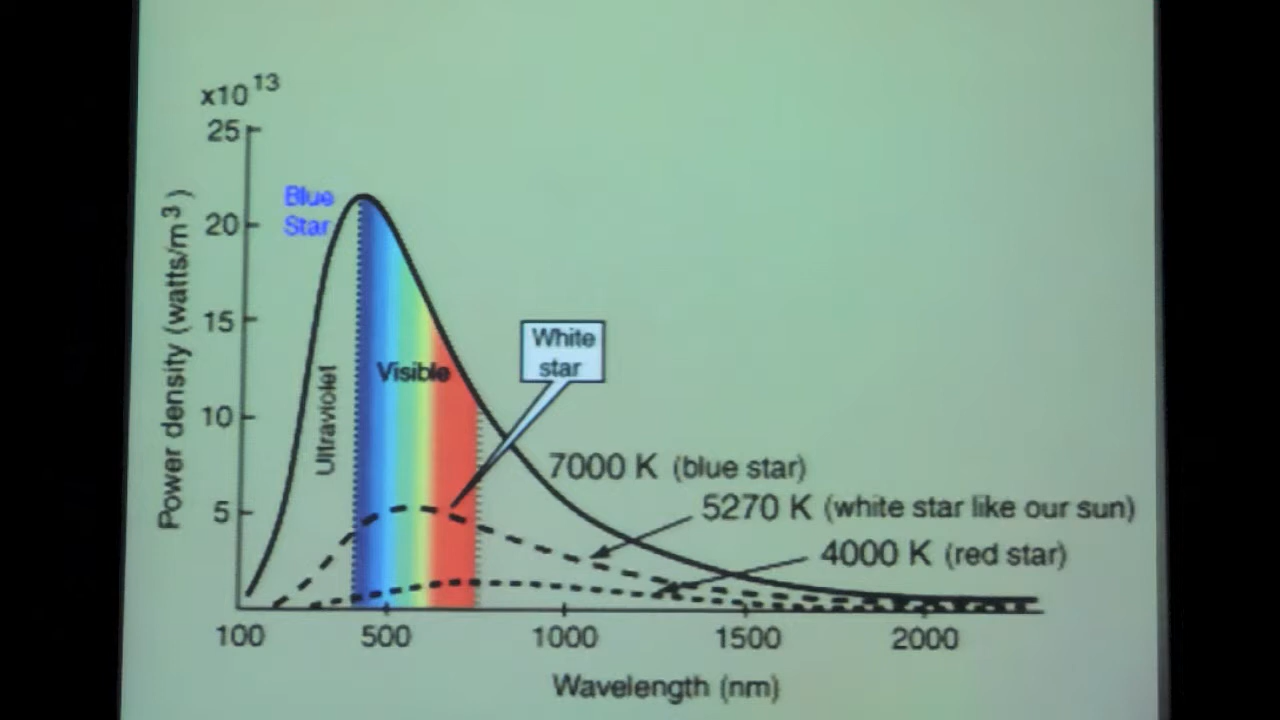 x10 13
25
20
15
10
5
Power density (watts/m3)
Blue
Star
Ultraviolet
Visible
White
star
7000 K (blue star)
5270 K (white star like our sun)
4000 K (red star)
100 500 1000 1500 2000
Wavelength (nm)